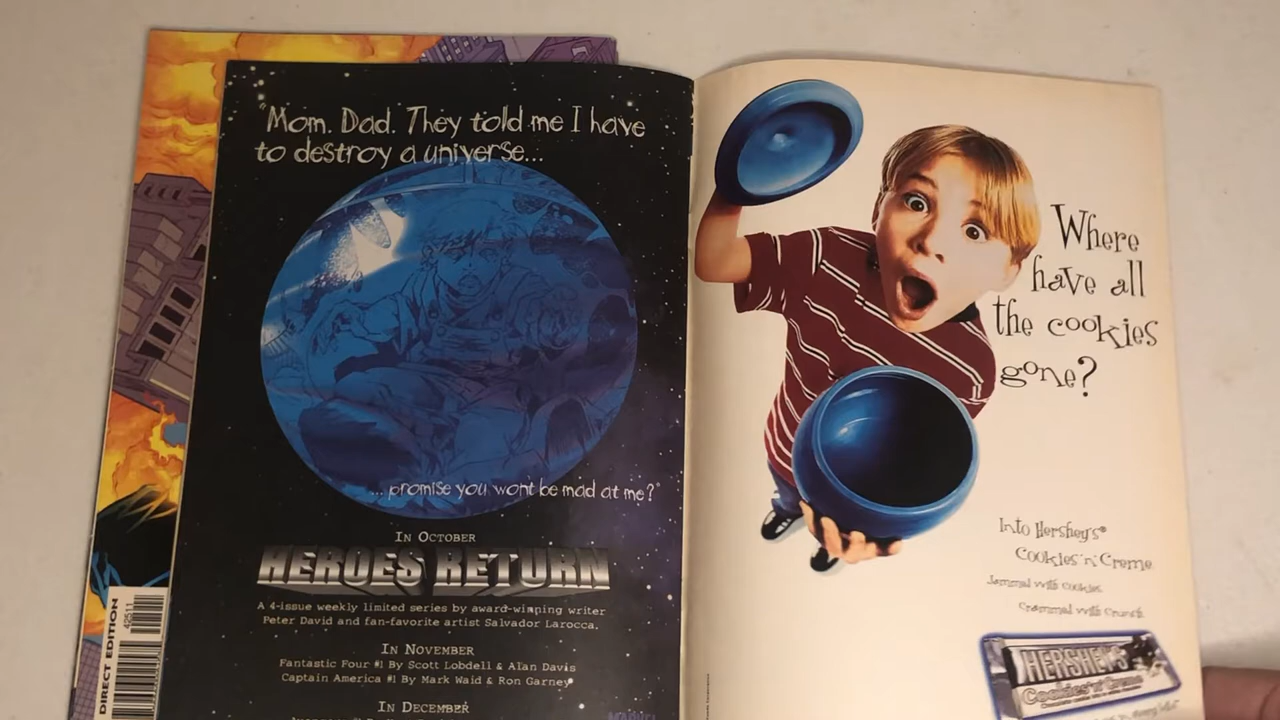 "Mom. Dad. They told me I have
to destroy a universe...
... promise you won't be mad at me?"
IN OCTOBER
HEROES RETURN
A 4-issue weekly limited series by award-winning writer
Peter David and fan-favorite artist Salvador Larocca.
IN NOVEMBER
Fantastic Four #1 By Scott Lobdell & Alan Davis
Captain America #1 By Mark Waid & Ron Garney
IN DECEMBER
DIRECT EDITION
Where
have all
the cookies
gone?
Into Hershey's®
Cookies 'n' Creme
Jammed with cookies.
Crammed with crunch.
HERSHEY'S
Cookies 'n' Creme